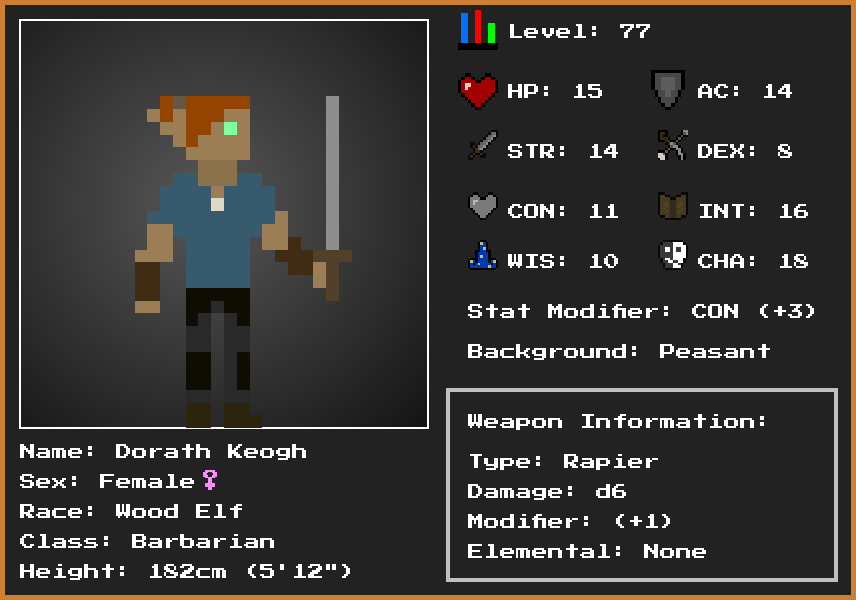 Level: 77
HP: 15 AC: 14
STR: 14 DEX: 8
CON: 11 INT: 16
WIS: 10 CHA: 18
Stat Modifier: CON (+3)
Background: Peasant
Weapon Information:
Type: Rapier
Damage: d6
Modifier: (+1)
Elemental: None
Name: Dorath Keogh
Sex: Female♀
Race: Wood Elf
Class: Barbarian
Height: 182cm (5'12")